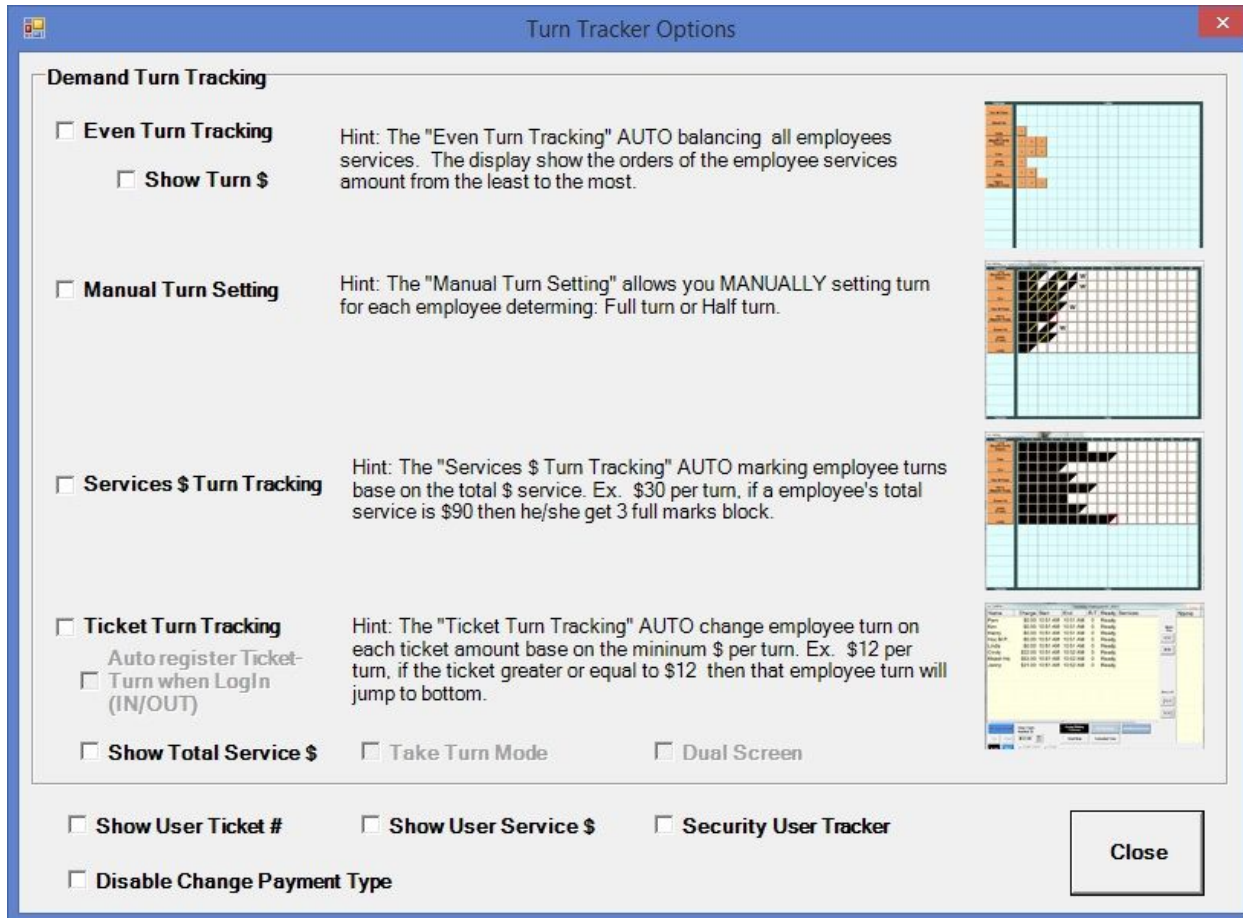 Turn Tracker Options
Demand Turn Tracking
Even Turn Tracking
Show Turn $
Hint: The "Even Turn Tracking" AUTO balancing all employees
services. The display show the orders of the employee services
amount from the least to the most.
Manual Turn Setting
Hint: The "Manual Turn Setting" allows you MANUALLY setting turn
for each employee determing: Full turn or Half turn.
Services $ Turn Tracking
Hint: The "Services $ Turn Tracking" AUTO marking employee turns
base on the total $ service. Ex. $30 per turn, if a employee's total
service is $90 then he/she get 3 full marks block.
Ticket Turn Tracking
Auto register Ticket-
Turn when LogIn
(IN/OUT)
Hint: The "Ticket Turn Tracking" AUTO change employee turn on
each ticket amount base on the mininum $ per turn. Ex. $12 per
turn, if the ticket greater or equal to $12 then that employee turn will
jump to bottom.
Show Total Service $
Take Turn Mode
Dual Screen
Show User Ticket #
Show User Service $
Security User Tracker
Disable Change Payment Type
Close